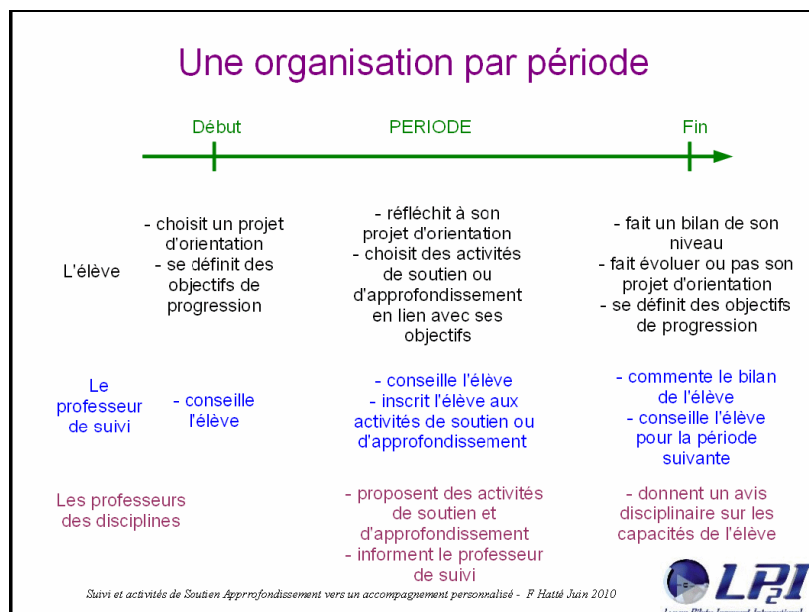 Une organisation par période
Début PERIODE Fin
L'élève
- choisit un projet
d'orientation
- se définit des
objectifs de
progression
- réfléchit à son
projet d'orientation
- choisit des activités
de soutien ou
d'approfondissement
en lien avec ses
objectifs
- fait un bilan de son
niveau
- fait évoluer ou pas son
projet d'orientation
- se définit des objectifs
de progression
Le
professeur
de suivi
- conseille
l'élève
- conseille l'élève
- inscrit l'élève aux
activités de soutien ou
d'approfondissement
- commente le bilan
de l'élève
- conseille l'élève
pour la période
suivante
Les professeurs
des disciplines
- proposent des activités
de soutien et
d'approfondissement
- informent le professeur
de suivi
- donnent un avis
disciplinaire sur les
capacités de l'élève
Suivi et activités de Soutien Apprrofondissement vers un accompagnement personnalisé - F Hatté Juin 2010
LP2I